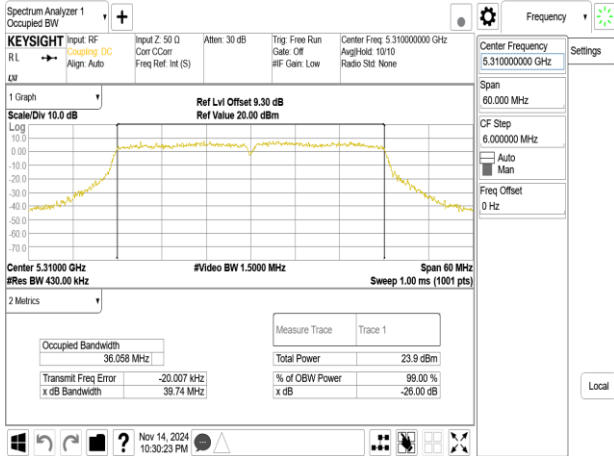 Spectrum Analyzer 1
Occupied BW
KEYSIGHT
RL
Input: RF
Coupling: DC
Align: Auto
Input Z: 50 Ω
Corr CCorr
Freq Ref: Int (S)
Atten: 30 dB
Trig: Free Run
Gate: Off
#IF Gain: Low
Center Freq: 5.310000000 GHz
Avg|Hold: 10/10
Radio Std: None
1 Graph
Scale/Div 10.0 dB
Ref Lvl Offset 9.30 dB
Ref Value 20.00 dBm
Log
10.0
0.00
-10.0
-20.0
-30.0
-40.0
-50.0
-60.0
-70.0
Center 5.31000 GHz
#Res BW 430.00 kHz
#Video BW 1.5000 MHz
Span 60 MHz
Sweep 1.00 ms (1001 pts)
2 Metrics
Measure Trace
Trace 1
Occupied Bandwidth
36.058 MHz
Total Power
23.9 dBm
Transmit Freq Error
-20.007 kHz
% of OBW Power
99.00 %
x dB Bandwidth
39.74 MHz
x dB
-26.00 dB
Nov 14, 2024
10:30:23 PM
?
Frequency
Center Frequency
5.310000000 GHz
Span
60.000 MHz
CF Step
6.000000 MHz
Auto
Man
Freq Offset
0 Hz
Settings
Local